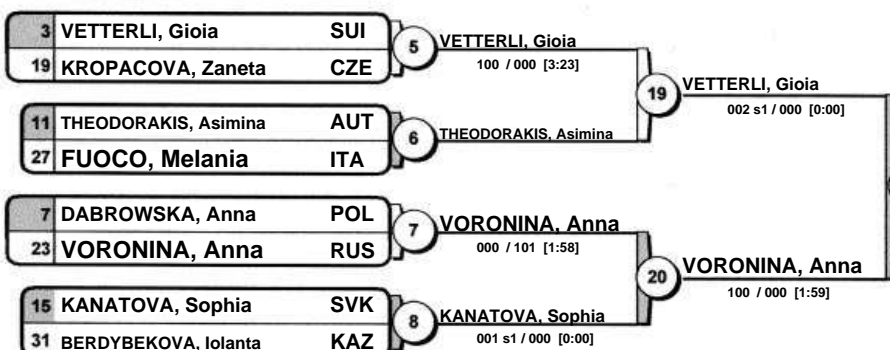 3 VETTERLI, Gioia SUI
19 KROPACOVA, Zaneta CZE
5
VETTERLI, Gioia
100 / 000 [3:23]
11 THEODORAKIS, Asimina AUT
27 FUOCO, Melania ITA
6
THEODORAKIS, Asimina
19
VETTERLI, Gioia
002 s1 / 000 [0:00]
7 DABROWSKA, Anna POL
23 VORONINA, Anna RUS
7
VORONINA, Anna
000 / 101 [1:58]
15 KANATOVA, Sophia SVK
31 BERDYBEKOVA, Iolanta KAZ
8
KANATOVA, Sophia
001 s1 / 000 [0:00]
20
VORONINA, Anna
100 / 000 [1:59]